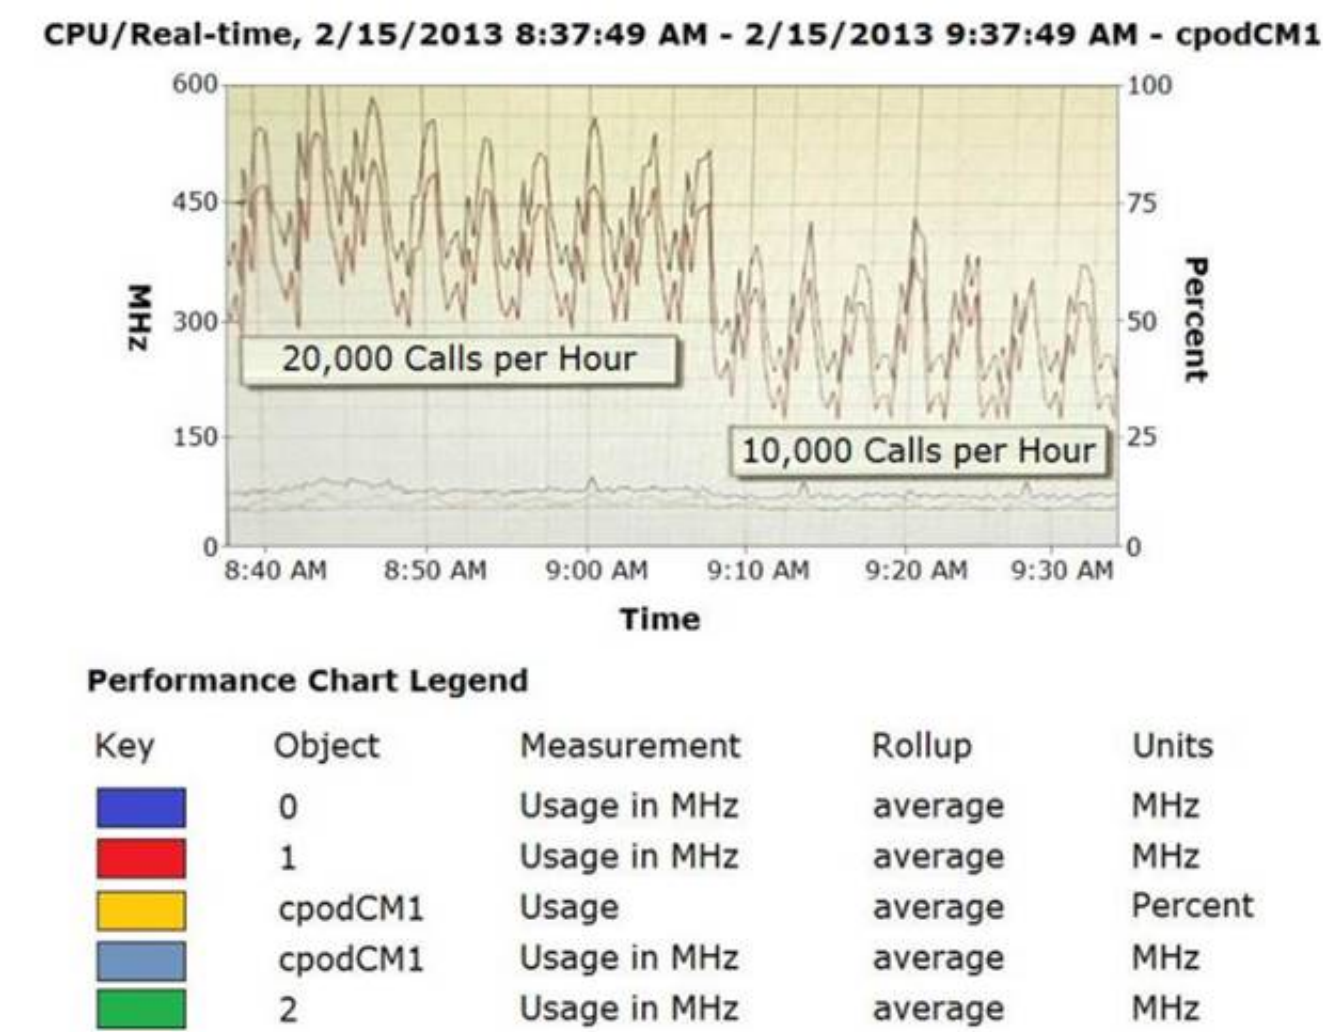 CPU/Real-time, 2/15/2013 8:37:49 AM - 2/15/2013 9:37:49 AM - cpodCM1
600 100
450 75
MHz Percent
300 50
20,000 Calls per Hour
150 25
10,000 Calls per Hour
0 0
8:40 AM 8:50 AM 9:00 AM 9:10 AM 9:20 AM 9:30 AM
Time
Performance Chart Legend
Key Object Measurement Rollup Units
0 Usage in MHz average MHz
1 Usage in MHz average MHz
cpodCM1 Usage average Percent
cpodCM1 Usage in MHz average MHz
2 Usage in MHz average MHz